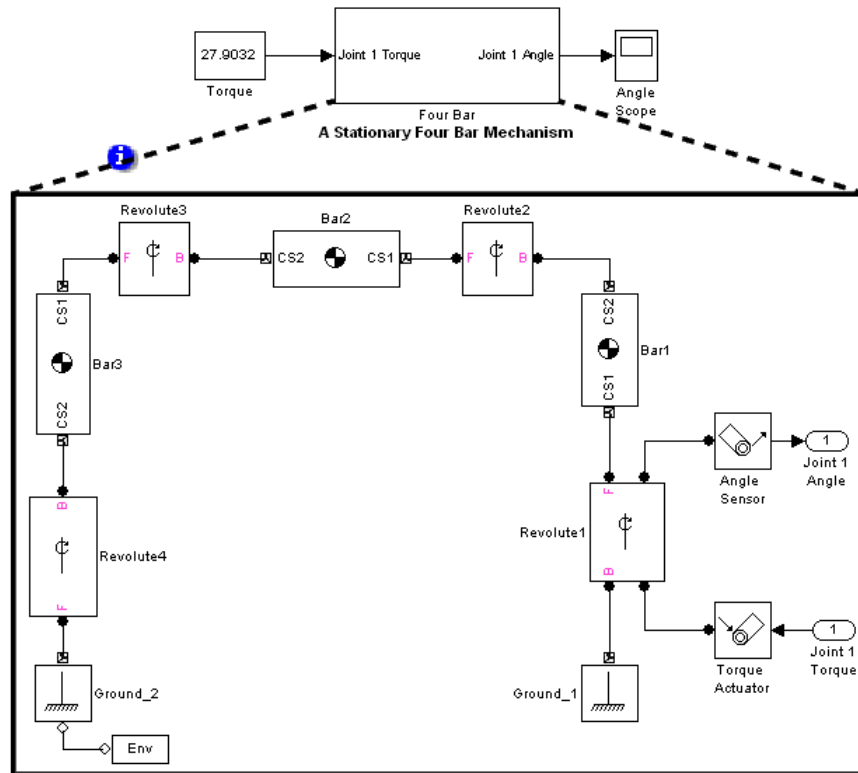 27.9032
Torque
Joint 1 Torque
Joint 1 Angle
Angle
Scope
Four Bar
A Stationary Four Bar Mechanism
i
Revolute3
F
B
Bar2
CS2
CS1
Revolute2
F
B
CS1
CS2
Bar3
CS2
CS1
Bar1
B
F
Revolute4
F
B
Revolute1
Angle
Sensor
1
Joint 1
Angle
Torque
Actuator
1
Joint 1
Torque
Ground_2
Ground_1
Env